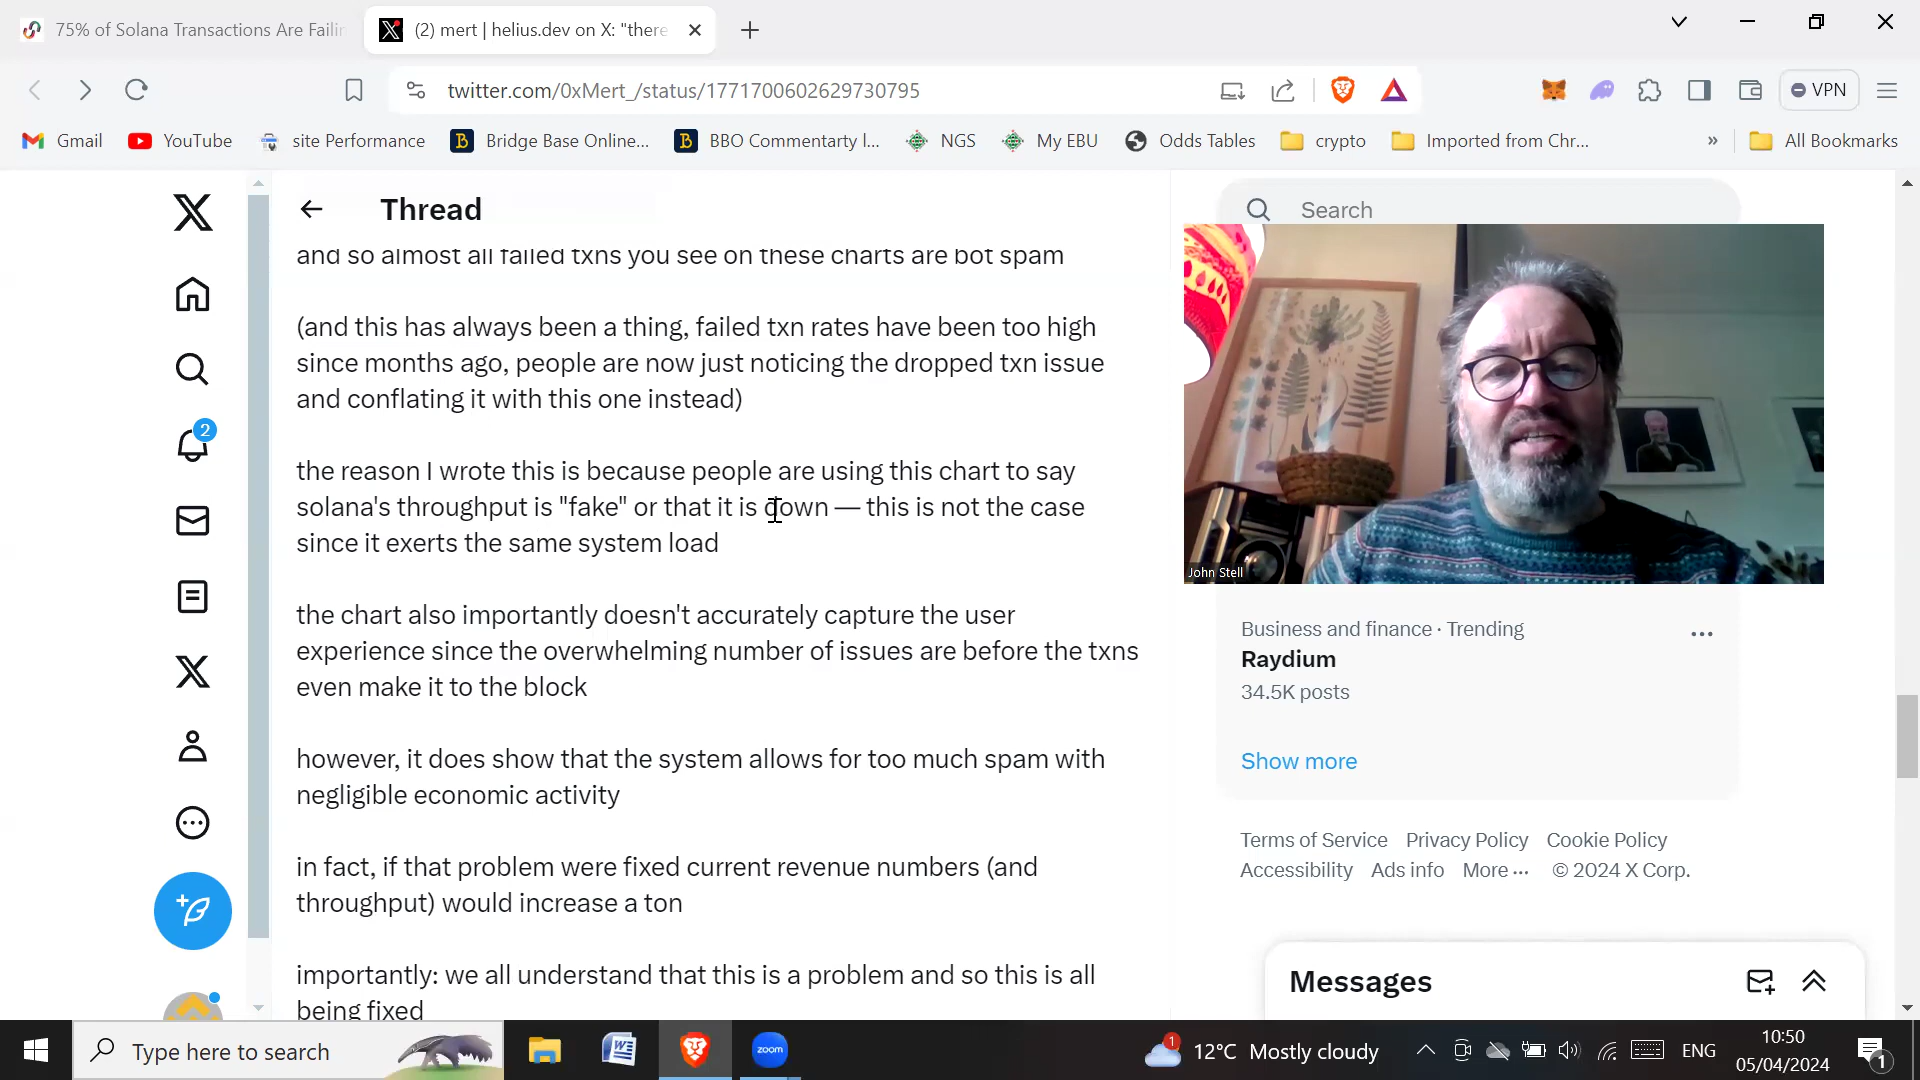 75% of Solana Transactions Are Failin
(2) mert | helius.dev on X: "there
twitter.com/0xMert_/status/1771700602629730795
VPN
Gmail
YouTube
site Performance
Bridge Base Online...
BBO Commentarty l...
NGS
My EBU
Odds Tables
crypto
Imported from Chr...
»
All Bookmarks
Thread
Search
and so almost all failed txns you see on these charts are bot spam
(and this has always been a thing, failed txn rates have been too high
since months ago, people are now just noticing the dropped txn issue
and conflating it with this one instead)
the reason I wrote this is because people are using this chart to say
solana's throughput is "fake" or that it is down — this is not the case
since it exerts the same system load
the chart also importantly doesn't accurately capture the user
experience since the overwhelming number of issues are before the txns
even make it to the block
however, it does show that the system allows for too much spam with
negligible economic activity
in fact, if that problem were fixed current revenue numbers (and
throughput) would increase a ton
importantly: we all understand that this is a problem and so this is all
being fixed
2
John Stell
Business and finance · Trending
Raydium
34.5K posts
Show more
Terms of Service Privacy Policy Cookie Policy
Accessibility Ads info More ··· © 2024 X Corp.
Messages
Type here to search
zoom
1
12°C Mostly cloudy
ENG
10:50
05/04/2024
1